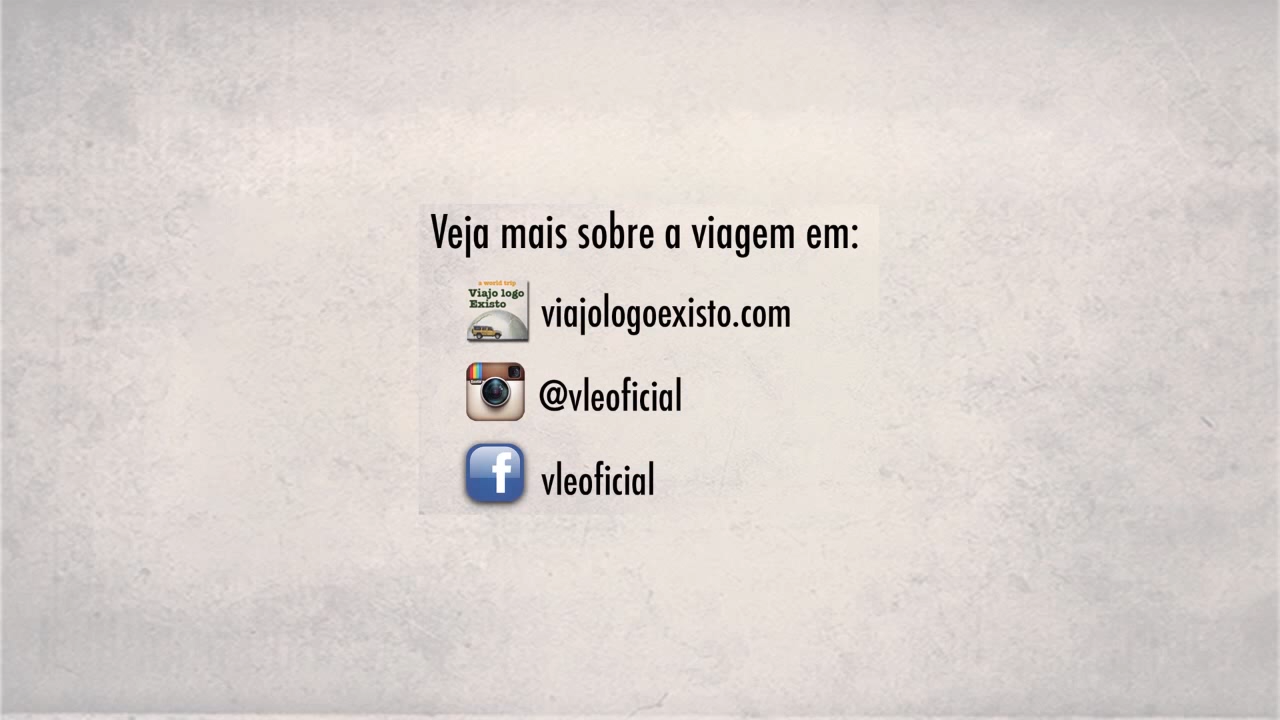 Veja mais sobre a viagem em:
a world trip
Viajo logo
Existo
viajologoexisto.com
@vleoficial
f
vleoficial